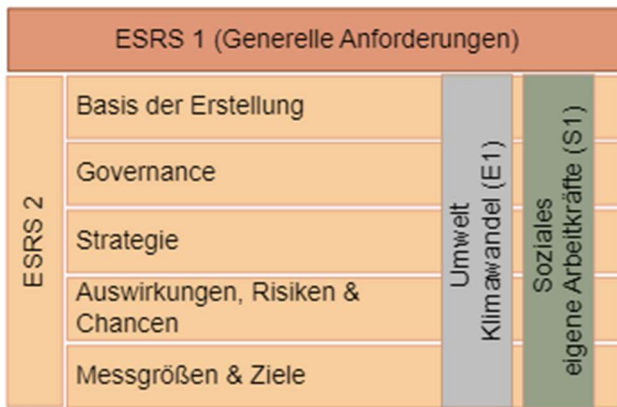 ESRS 1 (Generelle Anforderungen)
ESRS 2
Basis der Erstellung
Governance
Strategie
Auswirkungen, Risiken &
Chancen
Messgrößen & Ziele
Umwelt
Klimawandel (E1)
Soziales
eigene Arbeitkräfte (S1)